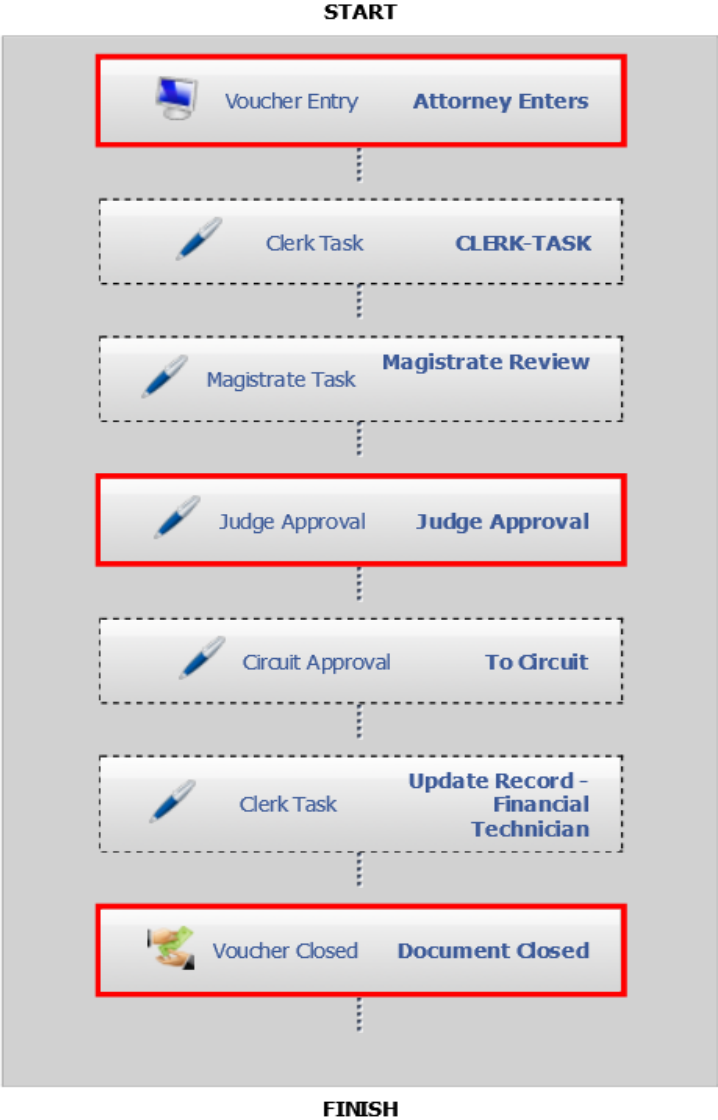 START
Voucher Entry Attorney Enters
Clerk Task CLERK-TASK
Magistrate Task Magistrate Review
Judge Approval Judge Approval
Circuit Approval To Circuit
Clerk Task Update Record -
Financial
Technician
Voucher Closed Document Closed
FINISH